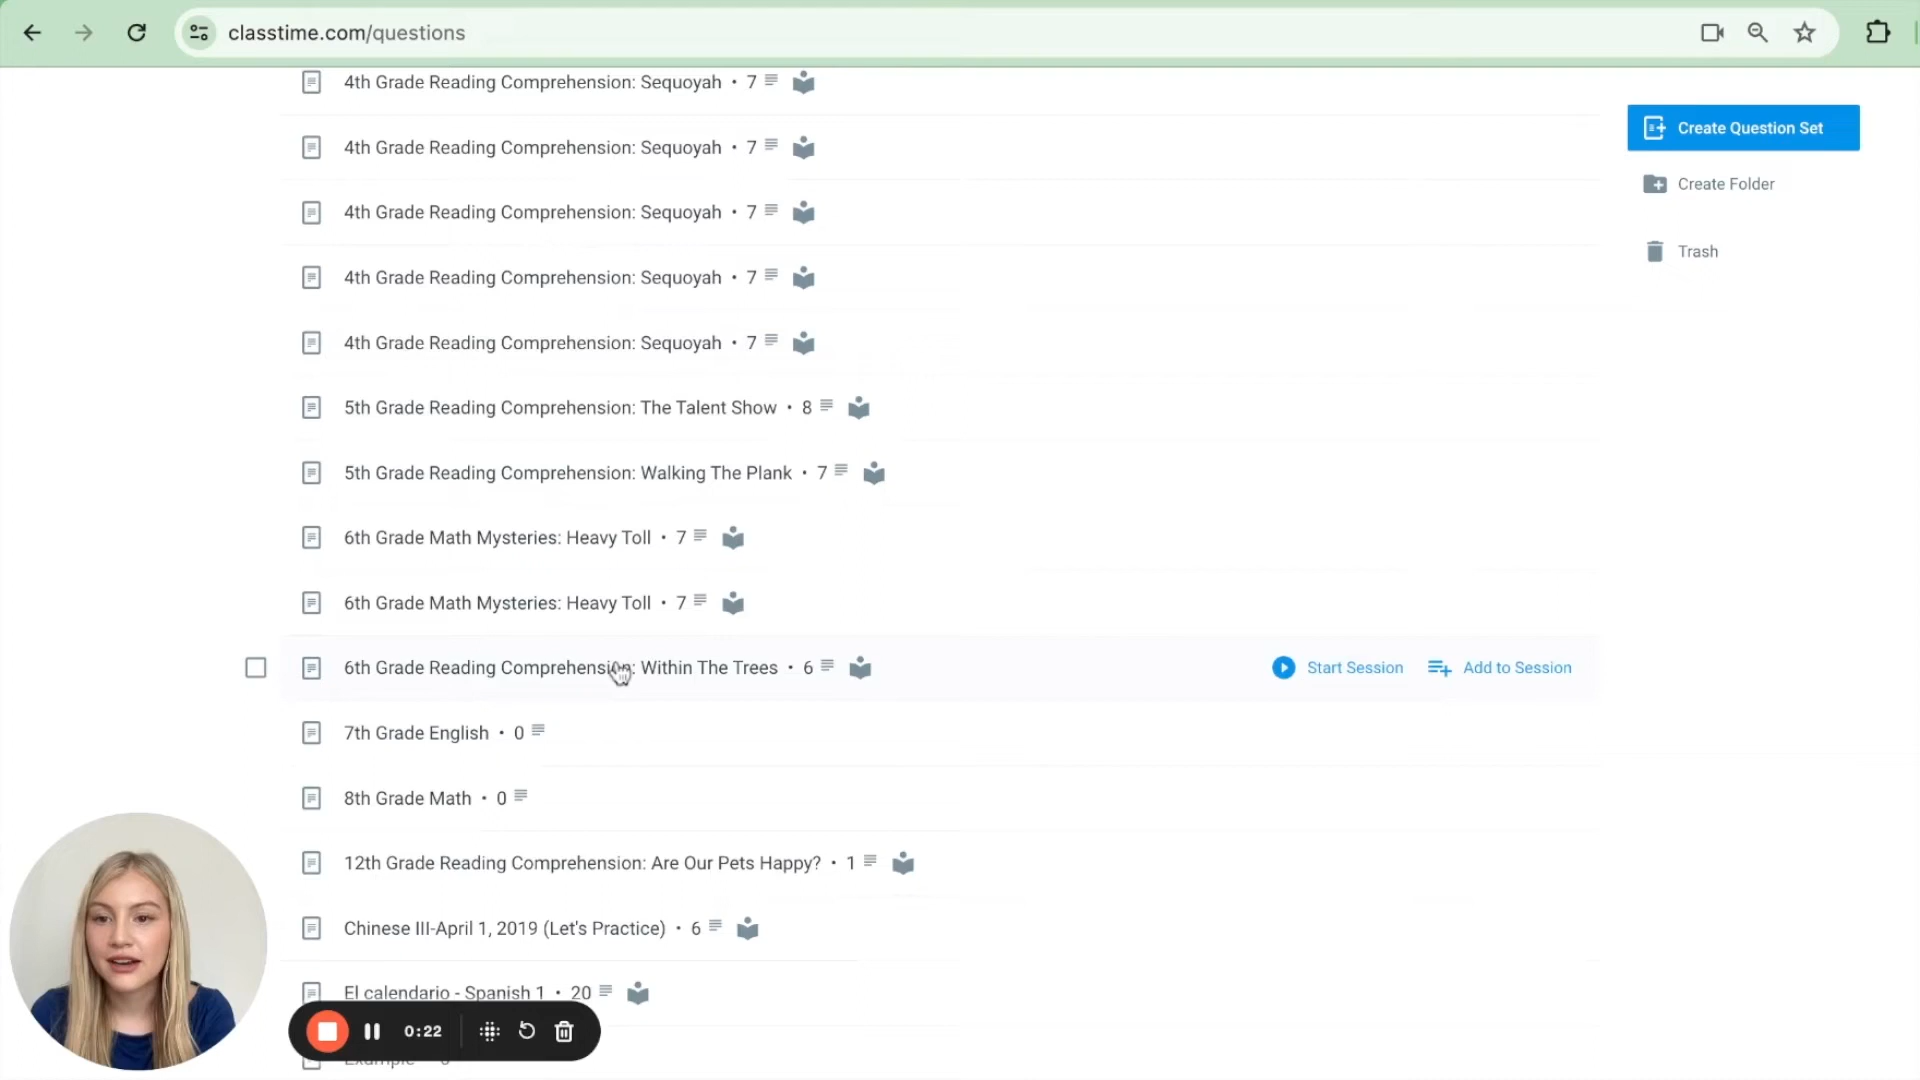 classtime.com/questions
4th Grade Reading Comprehension: Sequoyah • 7
4th Grade Reading Comprehension: Sequoyah • 7
4th Grade Reading Comprehension: Sequoyah • 7
4th Grade Reading Comprehension: Sequoyah • 7
4th Grade Reading Comprehension: Sequoyah • 7
5th Grade Reading Comprehension: The Talent Show • 8
5th Grade Reading Comprehension: Walking The Plank • 7
6th Grade Math Mysteries: Heavy Toll • 7
6th Grade Math Mysteries: Heavy Toll • 7
6th Grade Reading Comprehension: Within The Trees • 6
Start Session
Add to Session
7th Grade English • 0
8th Grade Math • 0
12th Grade Reading Comprehension: Are Our Pets Happy? • 1
Chinese III-April 1, 2019 (Let's Practice) • 6
El calendario - Spanish 1 • 20
Example
0:22
Create Question Set
Create Folder
Trash